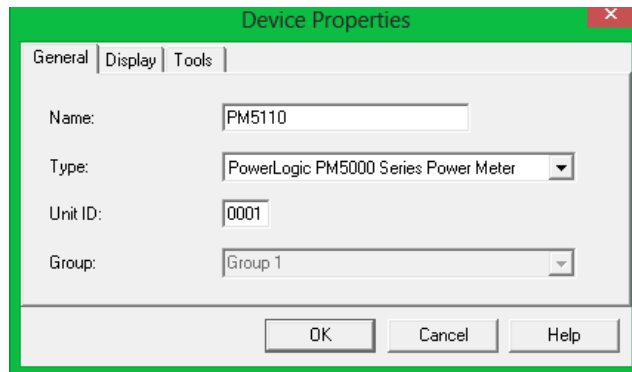 Device Properties
General Display Tools
Name: PM5110
Type: PowerLogic PM5000 Series Power Meter
Unit ID: 0001
Group: Group 1
OK Cancel Help